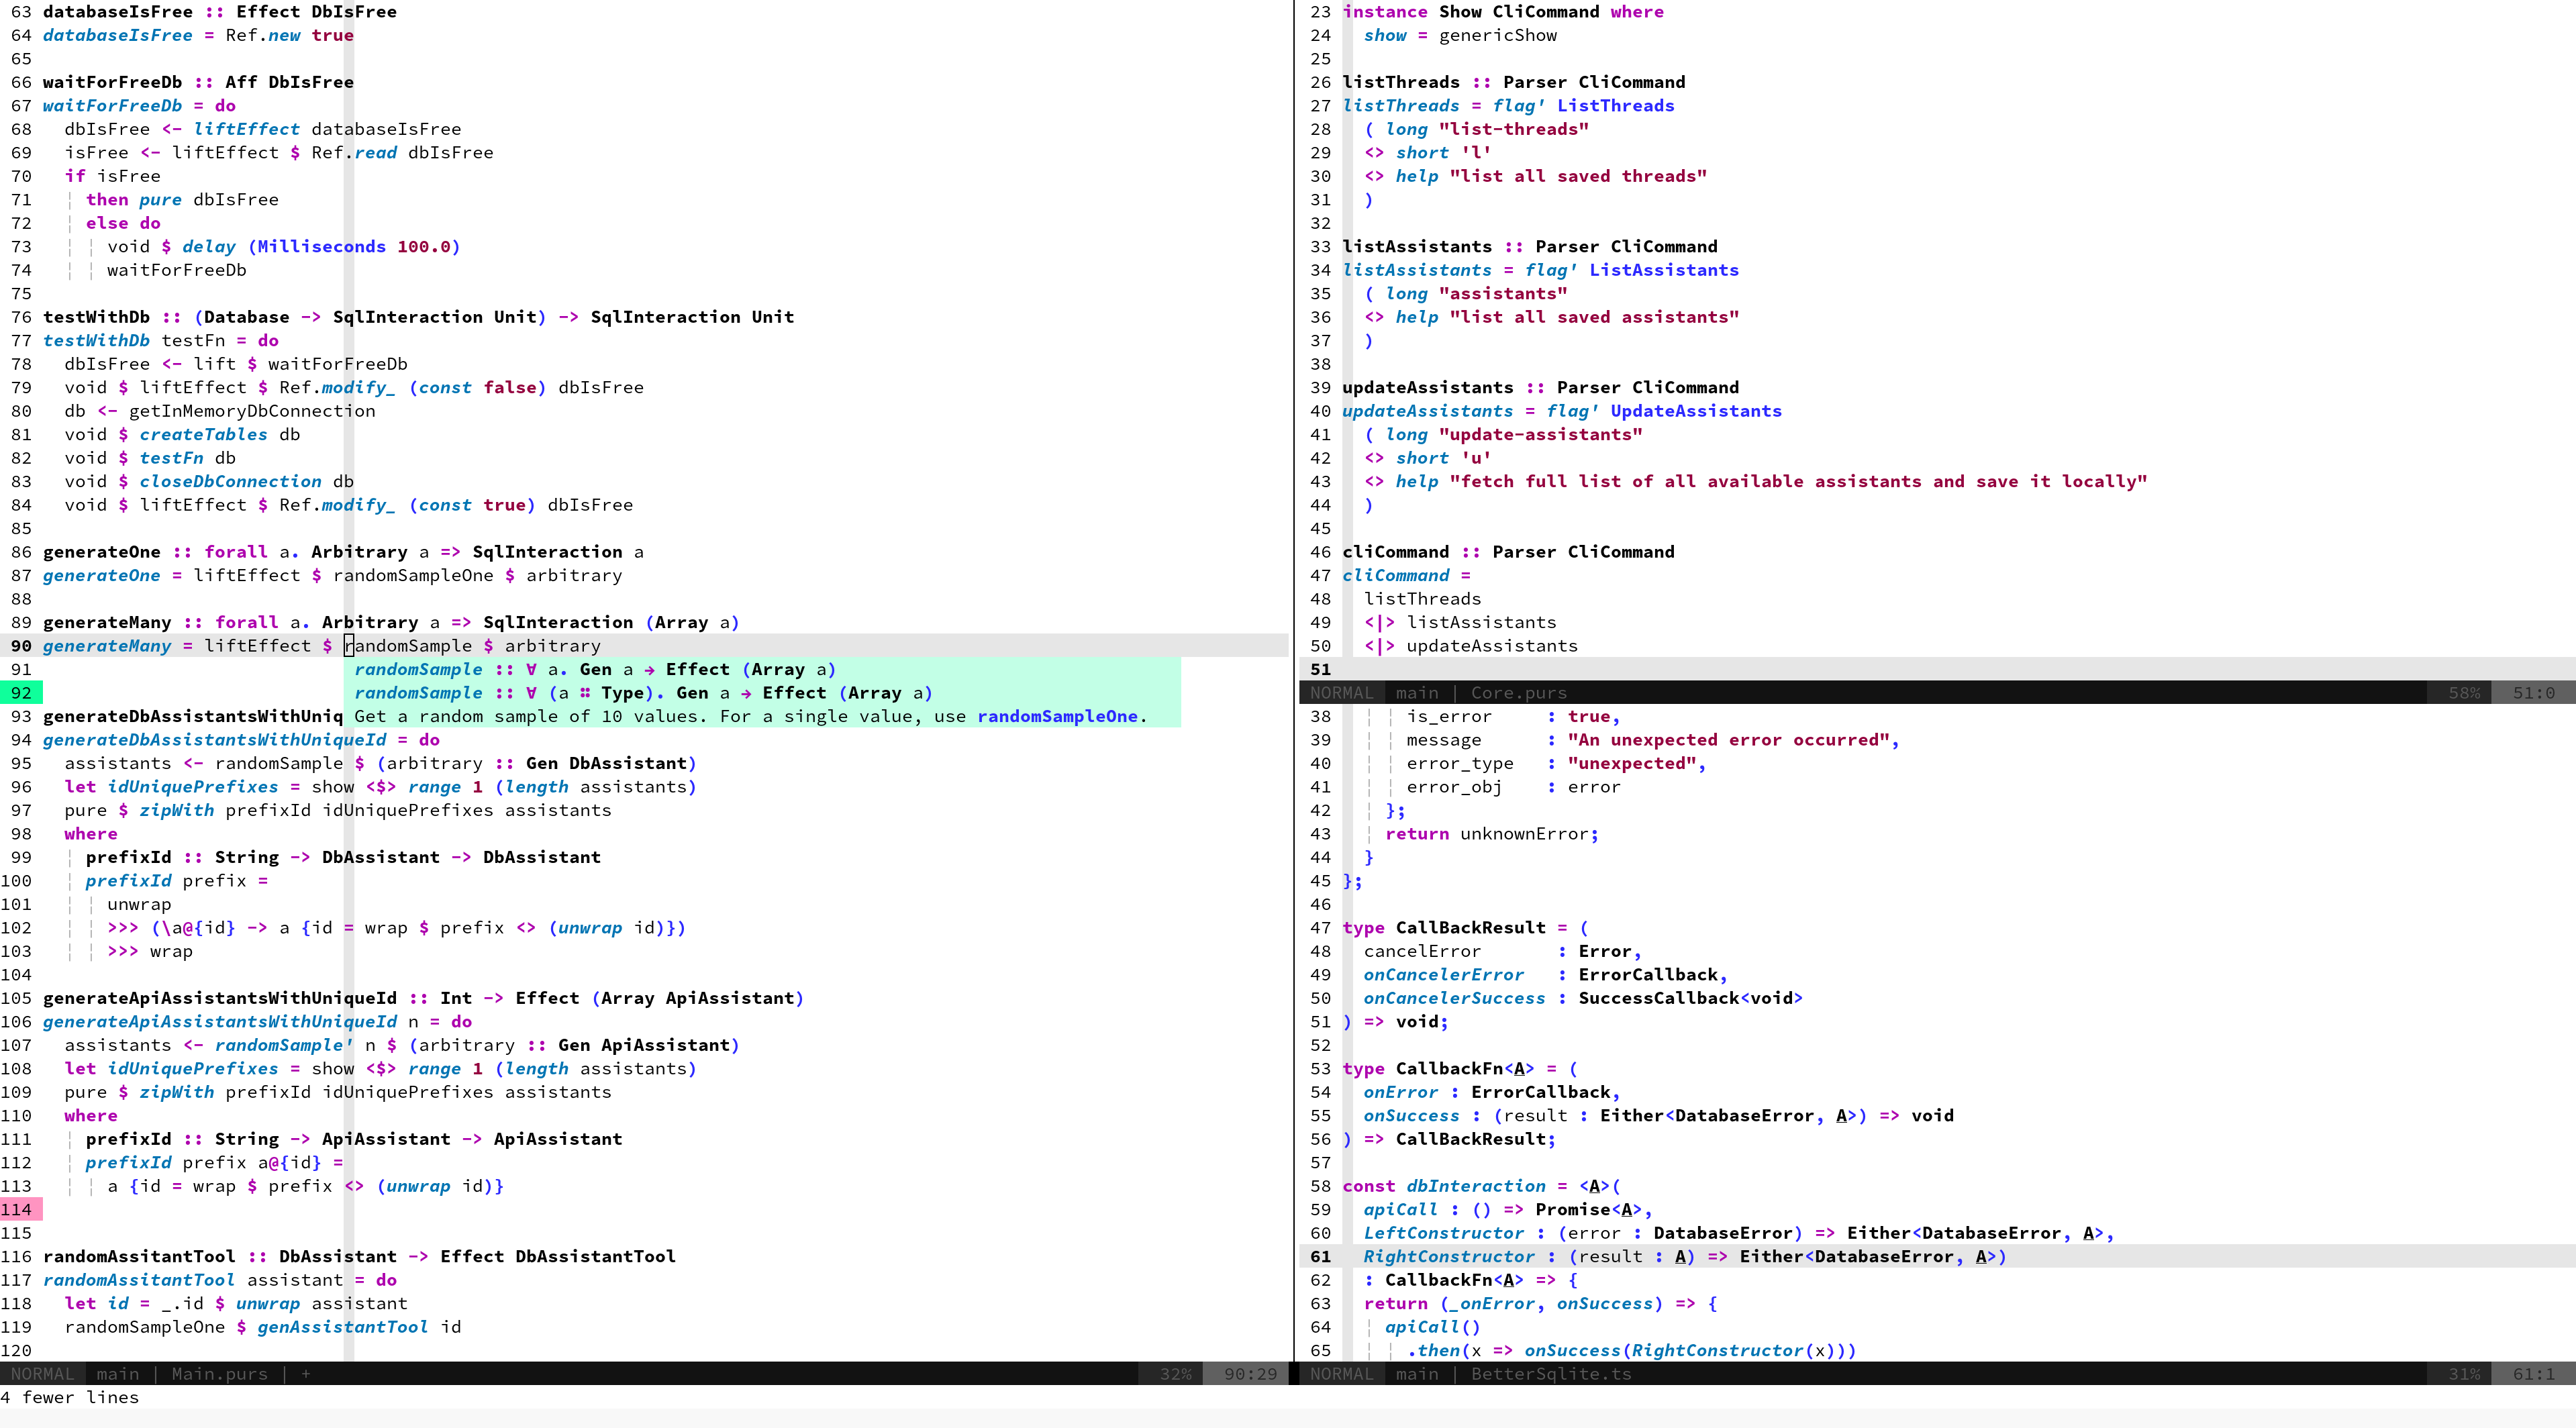 63 databaseIsFree :: Effect DbIsFree
64 databaseIsFree = Ref.new true
65
66 waitForFreeDb :: Aff DbIsFree
67 waitForFreeDb = do
68   dbIsFree <- liftEffect databaseIsFree
69   isFree <- liftEffect $ Ref.read dbIsFree
70   if isFree
71     then pure dbIsFree
72     else do
73       void $ delay (Milliseconds 100.0)
74       waitForFreeDb
75
76 testWithDb :: (Database -> SqlInteraction Unit) -> SqlInteraction Unit
77 testWithDb testFn = do
78   dbIsFree <- lift $ waitForFreeDb
79   void $ liftEffect $ Ref.modify_ (const false) dbIsFree
80   db <- getInMemoryDbConnection
81   void $ createTables db
82   void $ testFn db
83   void $ closeDbConnection db
84   void $ liftEffect $ Ref.modify_ (const true) dbIsFree
85
86 generateOne :: forall a. Arbitrary a => SqlInteraction a
87 generateOne = liftEffect $ randomSampleOne $ arbitrary
88
89 generateMany :: forall a. Arbitrary a => SqlInteraction (Array a)
90 generateMany = liftEffect $ randomSample $ arbitrary
91 randomSample :: ∀ a. Gen a → Effect (Array a)
92 randomSample :: ∀ (a ∷ Type). Gen a → Effect (Array a)
93 generateDbAssistantsWithUniq Get a random sample of 10 values. For a single value, use randomSampleOne.
94 generateDbAssistantsWithUniqueId = do
95   assistants <- randomSample $ (arbitrary :: Gen DbAssistant)
96   let idUniquePrefixes = show <$> range 1 (length assistants)
97   pure $ zipWith prefixId idUniquePrefixes assistants
98   where
99     prefixId :: String -> DbAssistant -> DbAssistant
100     prefixId prefix =
101       unwrap
102       >>> (\a@{id} -> a {id = wrap $ prefix <> (unwrap id)})
103       >>> wrap
104
105 generateApiAssistantsWithUniqueId :: Int -> Effect (Array ApiAssistant)
106 generateApiAssistantsWithUniqueId n = do
107   assistants <- randomSample' n $ (arbitrary :: Gen ApiAssistant)
108   let idUniquePrefixes = show <$> range 1 (length assistants)
109   pure $ zipWith prefixId idUniquePrefixes assistants
110   where
111     prefixId :: String -> ApiAssistant -> ApiAssistant
112     prefixId prefix a@{id} =
113       a {id = wrap $ prefix <> (unwrap id)}
114
115
116 randomAssitantTool :: DbAssistant -> Effect DbAssistantTool
117 randomAssitantTool assistant = do
118   let id = _.id $ unwrap assistant
119   randomSampleOne $ genAssistantTool id
120
NORMAL main | Main.purs | + 32% 90:29
4 fewer lines
23 instance Show CliCommand where
24   show = genericShow
25
26 listThreads :: Parser CliCommand
27 listThreads = flag' ListThreads
28   ( long "list-threads"
29   <> short 'l'
30   <> help "list all saved threads"
31   )
32
33 listAssistants :: Parser CliCommand
34 listAssistants = flag' ListAssistants
35   ( long "assistants"
36   <> help "list all saved assistants"
37   )
38
39 updateAssistants :: Parser CliCommand
40 updateAssistants = flag' UpdateAssistants
41   ( long "update-assistants"
42   <> short 'u'
43   <> help "fetch full list of all available assistants and save it locally"
44   )
45
46 cliCommand :: Parser CliCommand
47 cliCommand =
48   listThreads
49   <|> listAssistants
50   <|> updateAssistants
51
NORMAL main | Core.purs 58% 51:0
38       is_error     : true,
39       message      : "An unexpected error occurred",
40       error_type   : "unexpected",
41       error_obj    : error
42     };
43     return unknownError;
44   }
45 };
46
47 type CallBackResult = (
48   cancelError       : Error,
49   onCancelerError   : ErrorCallback,
50   onCancelerSuccess : SuccessCallback<void>
51 ) => void;
52
53 type CallbackFn<A> = (
54   onError : ErrorCallback,
55   onSuccess : (result : Either<DatabaseError, A>) => void
56 ) => CallBackResult;
57
58 const dbInteraction = <A>(
59   apiCall : () => Promise<A>,
60   LeftConstructor : (error : DatabaseError) => Either<DatabaseError, A>,
61   RightConstructor : (result : A) => Either<DatabaseError, A>)
62   : CallbackFn<A> => {
63   return (_onError, onSuccess) => {
64     apiCall()
65       .then(x => onSuccess(RightConstructor(x)))
NORMAL main | BetterSqlite.ts 31% 61:1